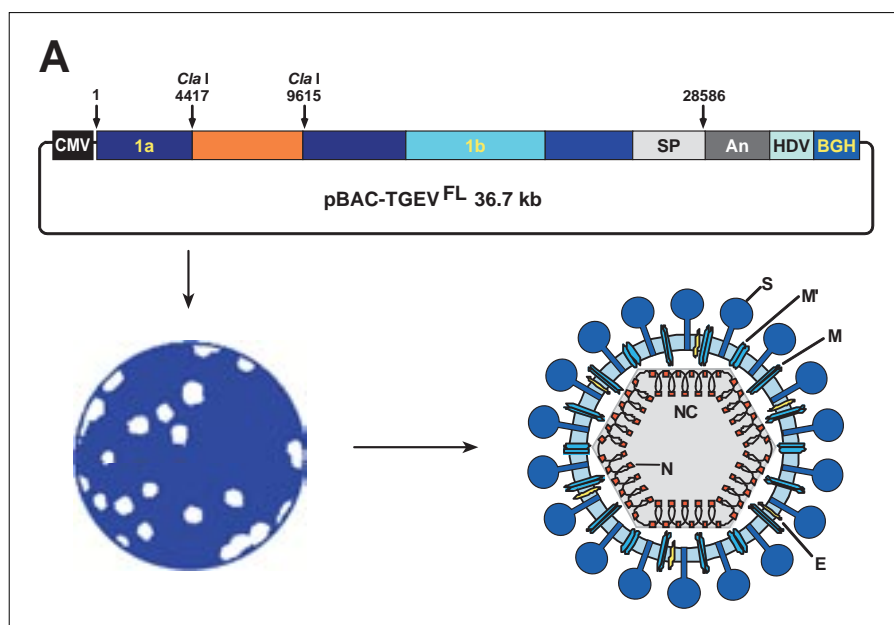 A
Cla I
Cla I
1
4417
9615
28586
CMV
1a
1b
SP
An
HDV
BGH
pBAC-TGEV FL 36.7 kb
S
M'
M
NC
N
E